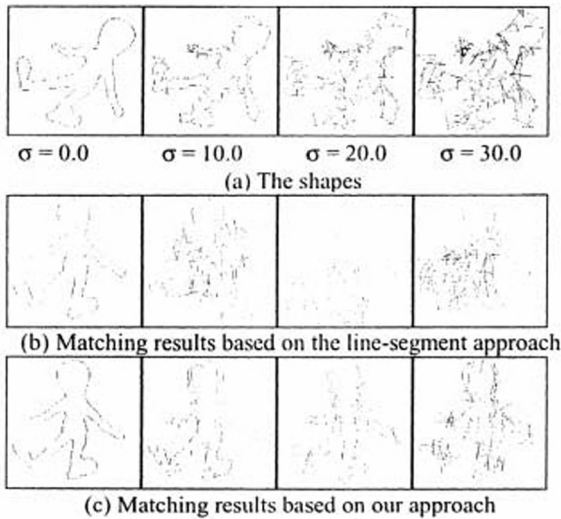 σ = 0.0 σ = 10.0 σ = 20.0 σ = 30.0
(a) The shapes
(b) Matching results based on the line-segment approach
(c) Matching results based on our approach